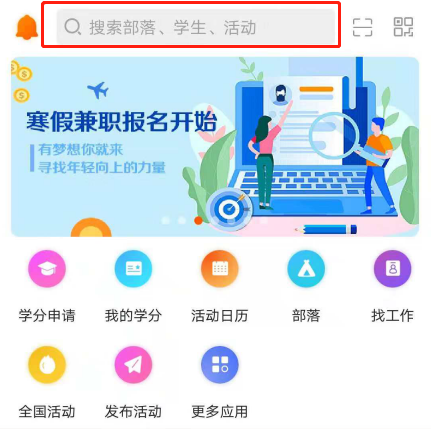 搜索部落、学生、活动
寒假兼职报名开始
有梦想你就来
寻找年轻向上的力量
学分申请
我的学分
活动日历
部落
找工作
全国活动
发布活动
更多应用